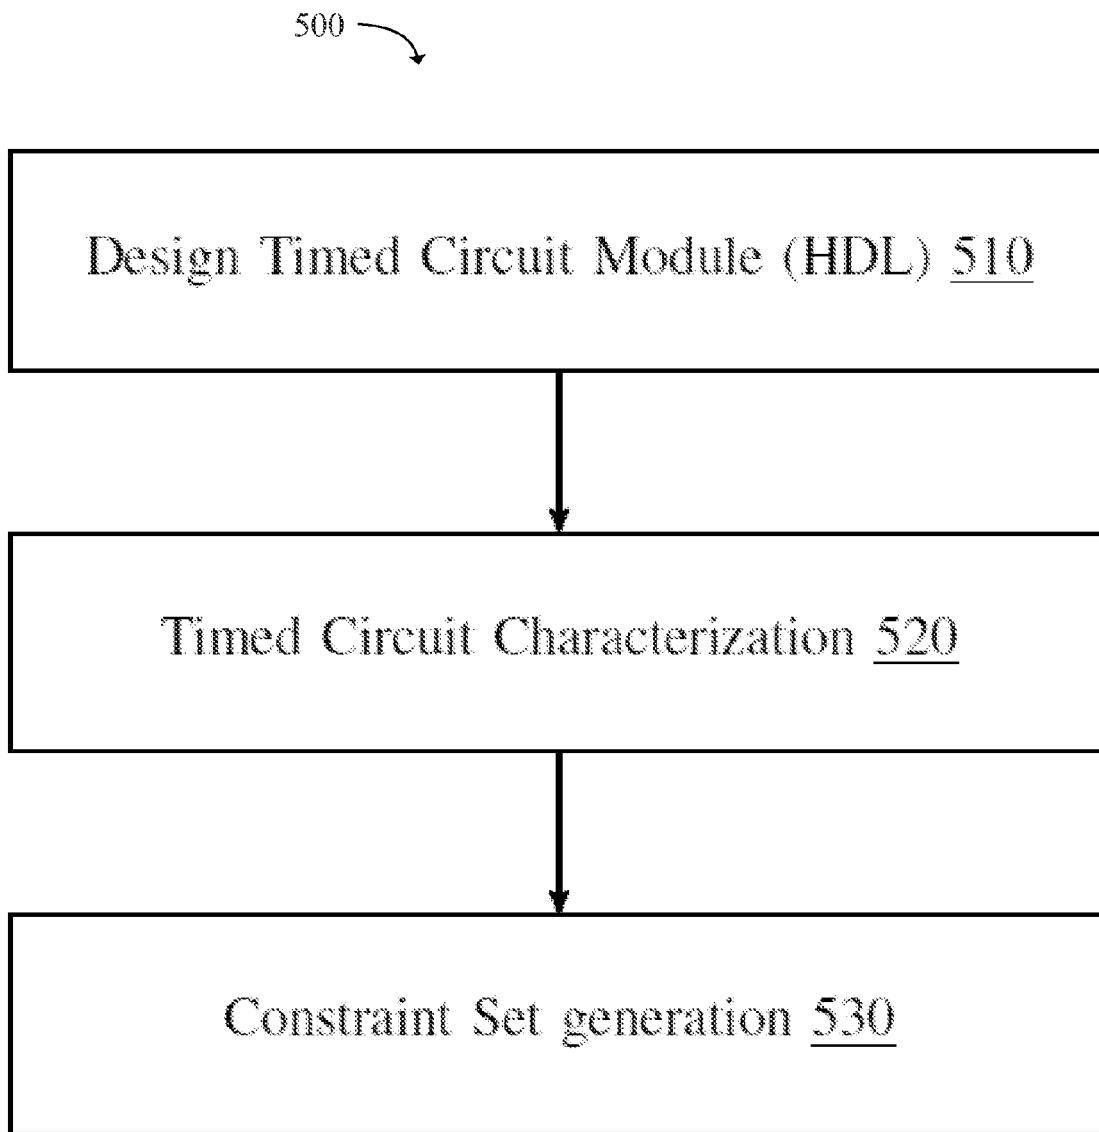 500
Design Timed Circuit Module (HDL) 510
Timed Circuit Characterization 520
Constraint Set generation 530